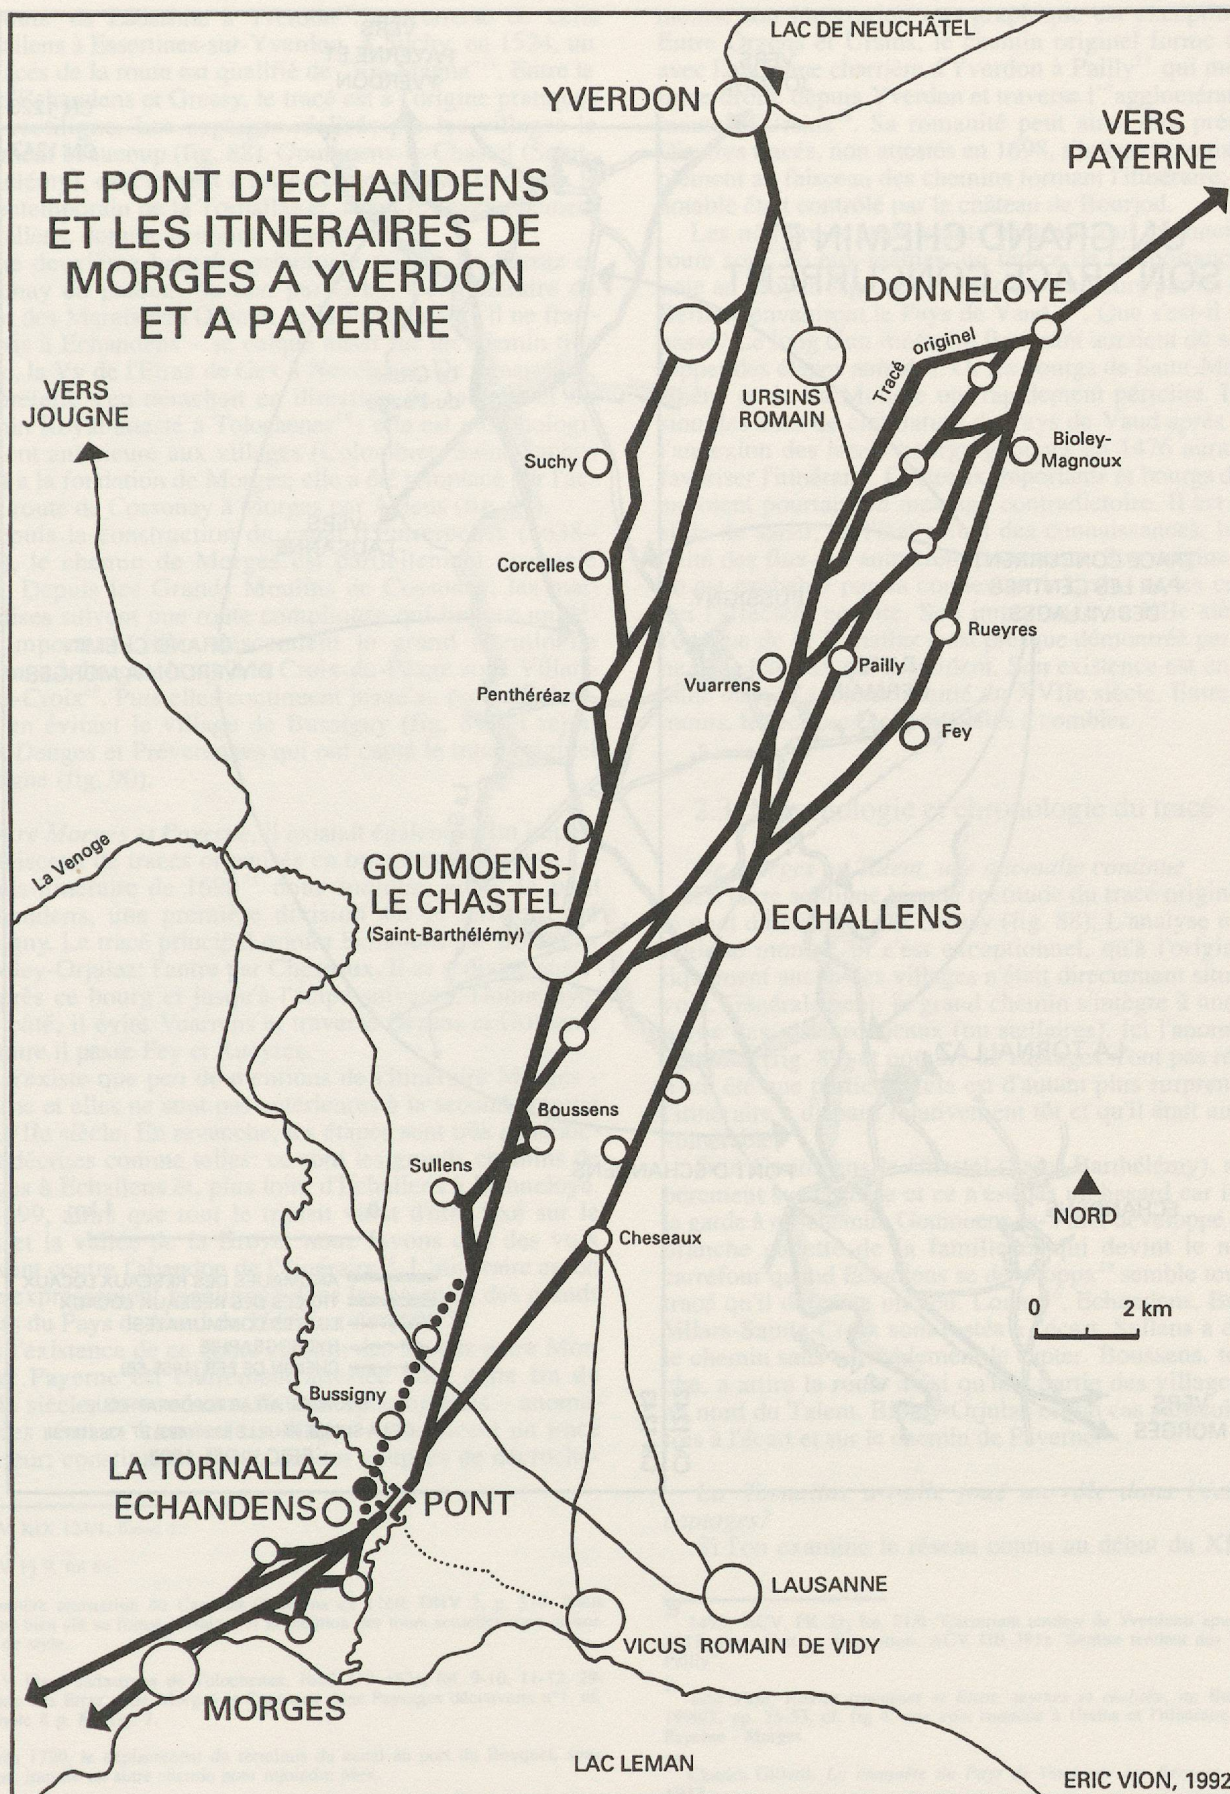 LAC DE NEUCHÂTEL
YVERDON
VERS
PAYERNE
LE PONT D'ECHANDENS
ET LES ITINERAIRES DE
MORGES A YVERDON
ET A PAYERNE
DONNELOYE
Tracé originel
VERS
JOUGNE
URSINS
ROMAIN
Bioley-
Magnoux
Suchy
Corcelles
Rueyres
Pailly
Vuarrens
Penthéréaz
Fey
La Venoge
GOUMOENS-
LE CHASTEL
(Saint-Barthélémy)
ECHALLENS
Boussens
Sullens
NORD
Cheseaux
0 2 km
Bussigny
LA TORNALLAZ
ECHANDENS
PONT
LAUSANNE
VICUS ROMAIN DE VIDY
MORGES
LAC LEMAN
ERIC VION, 1992